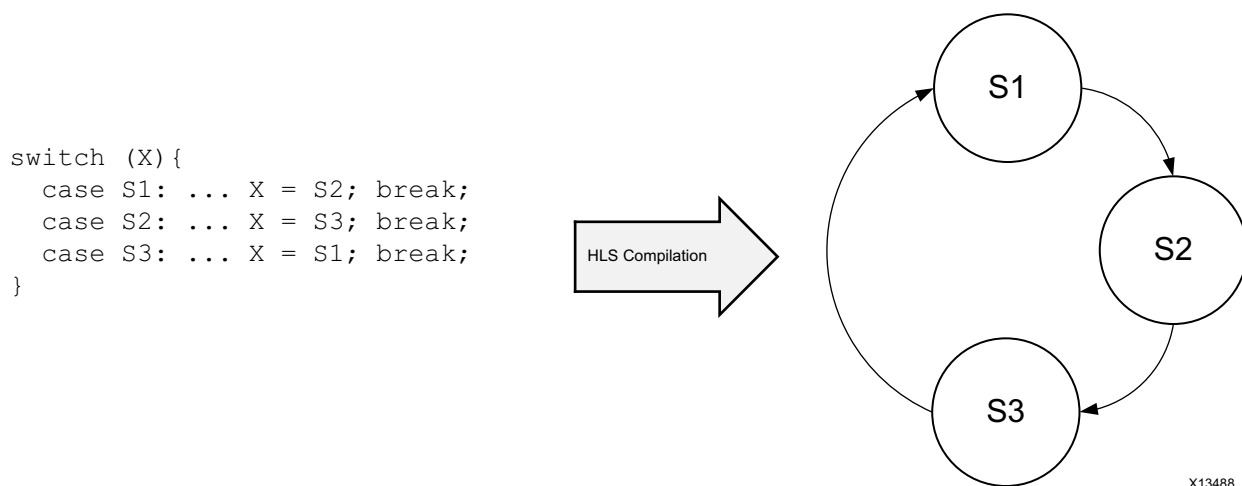 switch (X){
  case S1: ... X = S2; break;
  case S2: ... X = S3; break;
  case S3: ... X = S1; break;
}
HLS Compilation
S1
S2
S3
X13488